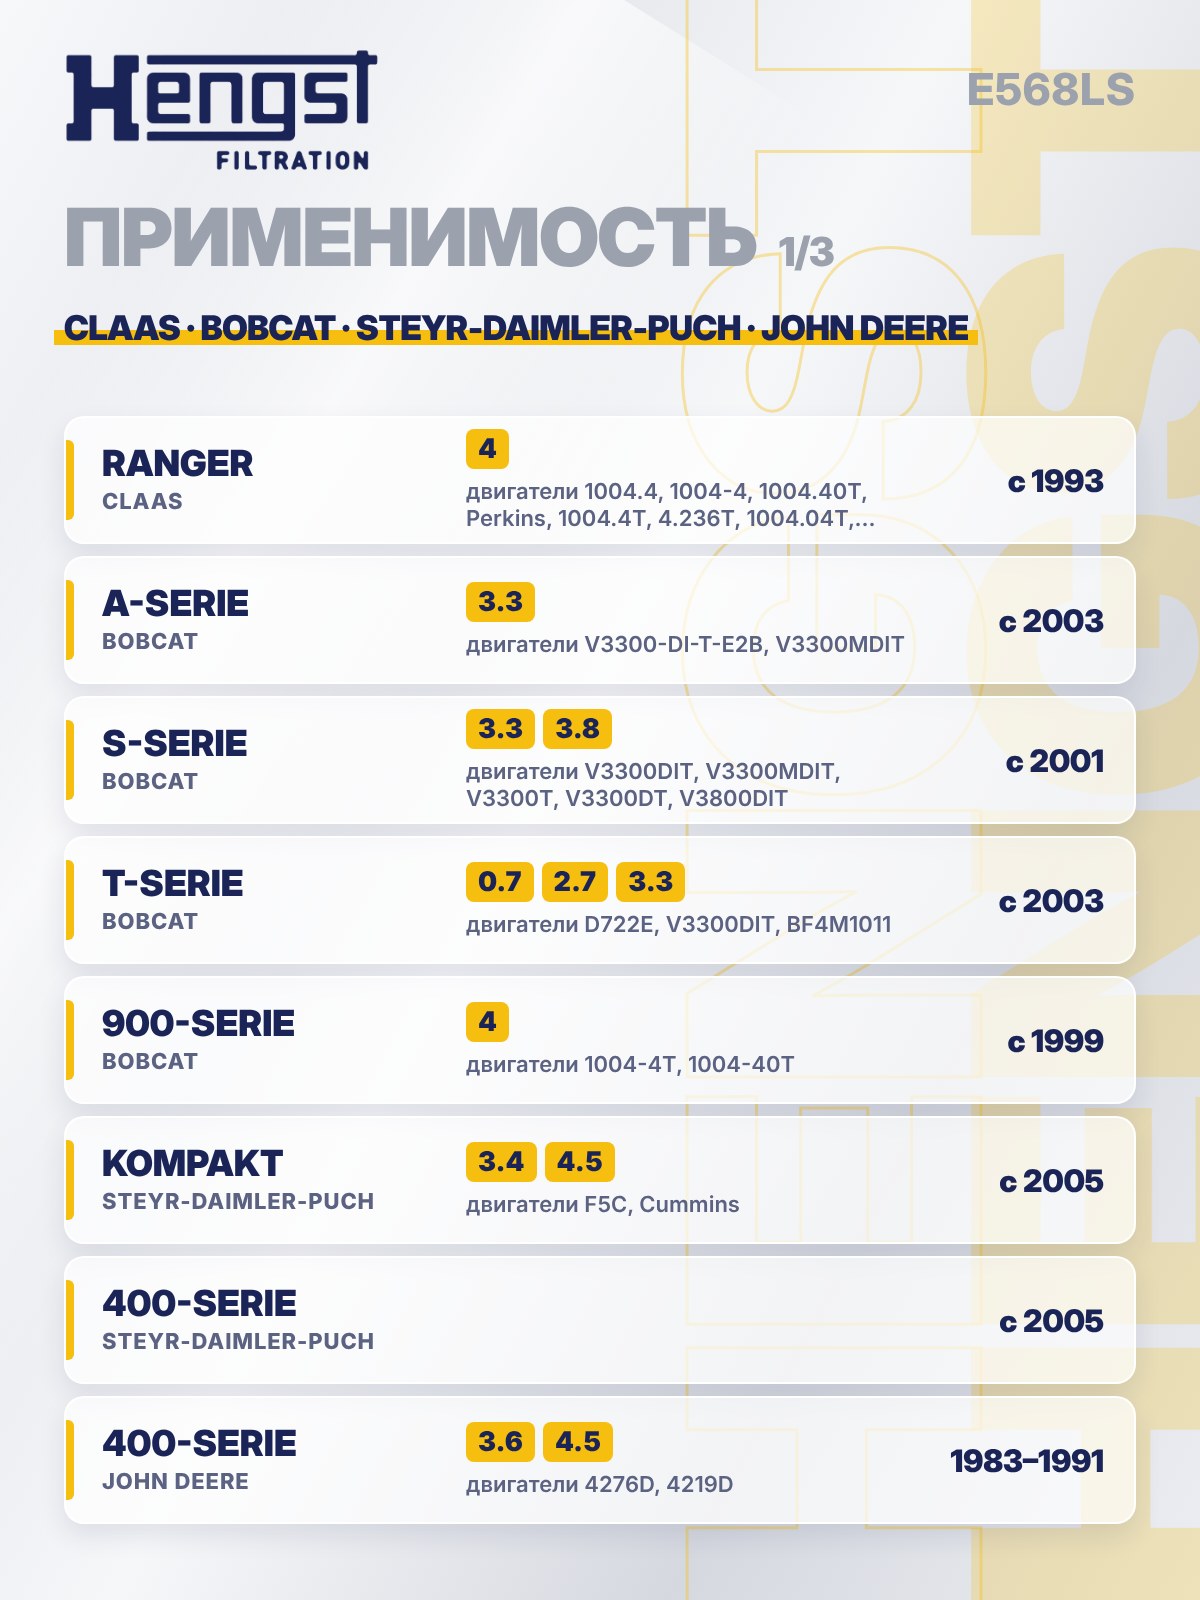 Hengst
FILTRATION
E568LS
ПРИМЕНИМОСТЬ 1/3
CLAAS · BOBCAT · STEYR-DAIMLER-PUCH · JOHN DEERE
RANGER
CLAAS
4
двигатели 1004.4, 1004-4, 1004.40T,
Perkins, 1004.4T, 4.236T, 1004.04T,...
с 1993
A-SERIE
BOBCAT
3.3
двигатели V3300-DI-T-E2B, V3300MDIT
с 2003
S-SERIE
BOBCAT
3.3 3.8
двигатели V3300DIT, V3300MDIT,
V3300T, V3300DT, V3800DIT
с 2001
T-SERIE
BOBCAT
0.7 2.7 3.3
двигатели D722E, V3300DIT, BF4M1011
с 2003
900-SERIE
BOBCAT
4
двигатели 1004-4T, 1004-40T
с 1999
KOMPAKT
STEYR-DAIMLER-PUCH
3.4 4.5
двигатели F5C, Cummins
с 2005
400-SERIE
STEYR-DAIMLER-PUCH
с 2005
400-SERIE
JOHN DEERE
3.6 4.5
двигатели 4276D, 4219D
1983–1991
HENGST
HENGST